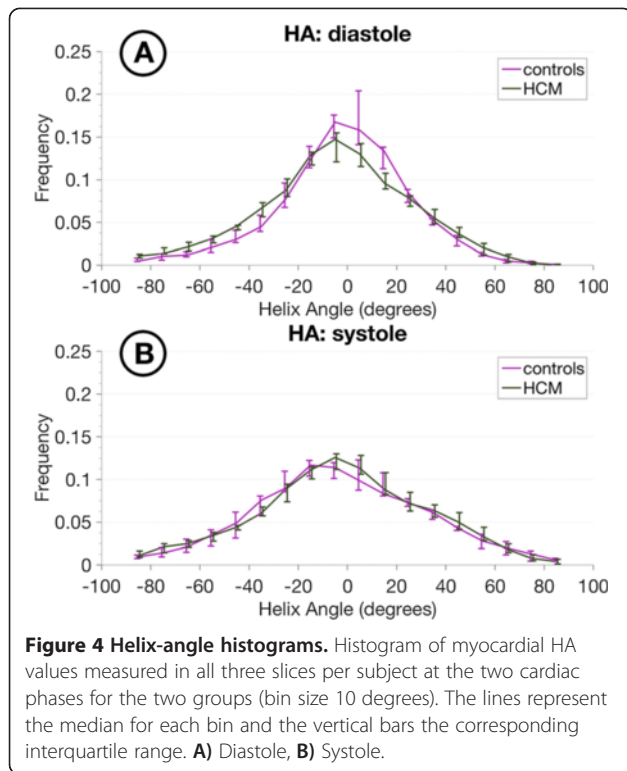 HA: diastole
A
controls
HCM
0.25
0.2
0.15
0.1
0.05
0
Frequency
-100 -80 -60 -40 -20 0 20 40 60 80 100
Helix Angle (degrees)
HA: systole
B
controls
HCM
0.25
0.2
0.15
0.1
0.05
0
Frequency
-100 -80 -60 -40 -20 0 20 40 60 80 100
Helix Angle (degrees)
Figure 4 Helix-angle histograms. Histogram of myocardial HA
values measured in all three slices per subject at the two cardiac
phases for the two groups (bin size 10 degrees). The lines represent
the median for each bin and the vertical bars the corresponding
interquartile range. A) Diastole, B) Systole.